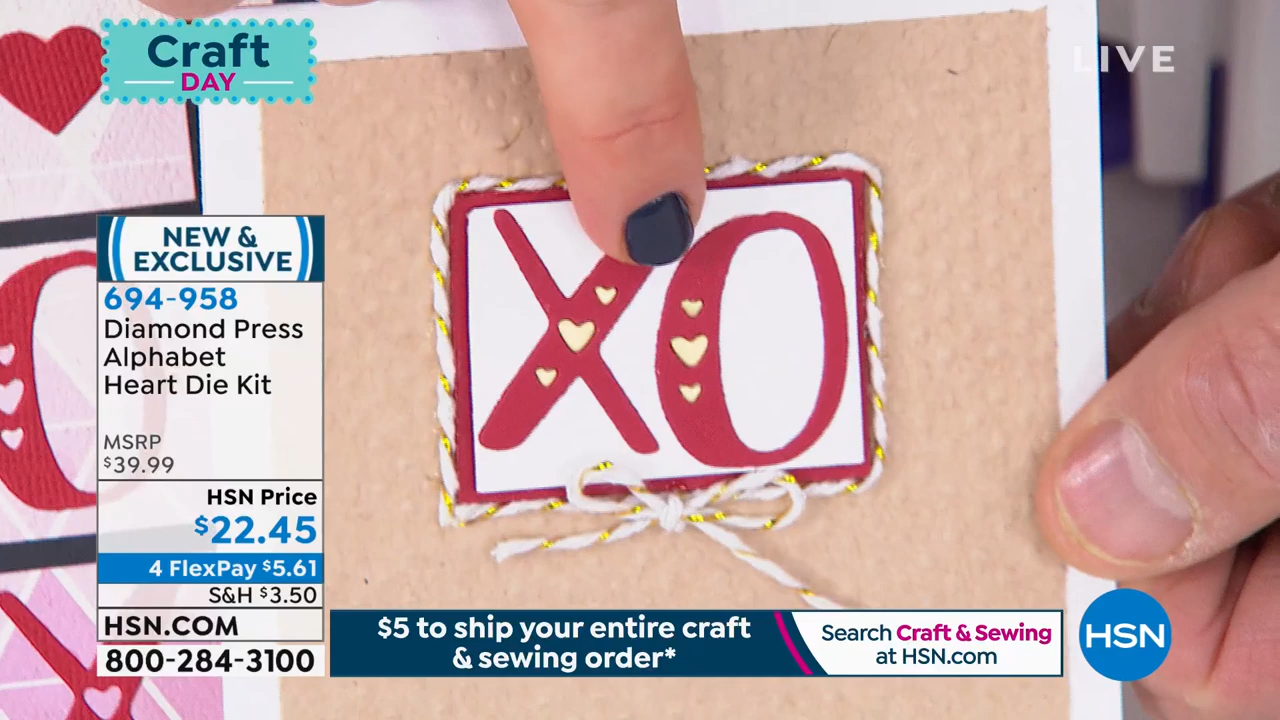 Craft
DAY
LIVE
NEW &
EXCLUSIVE
694-958
Diamond Press
Alphabet
Heart Die Kit
MSRP
$39.99
HSN Price
$22.45
4 FlexPay $5.61
S&H $3.50
HSN.COM
800-284-3100
XO
$5 to ship your entire craft
& sewing order*
Search Craft & Sewing
at HSN.com
HSN
O
X